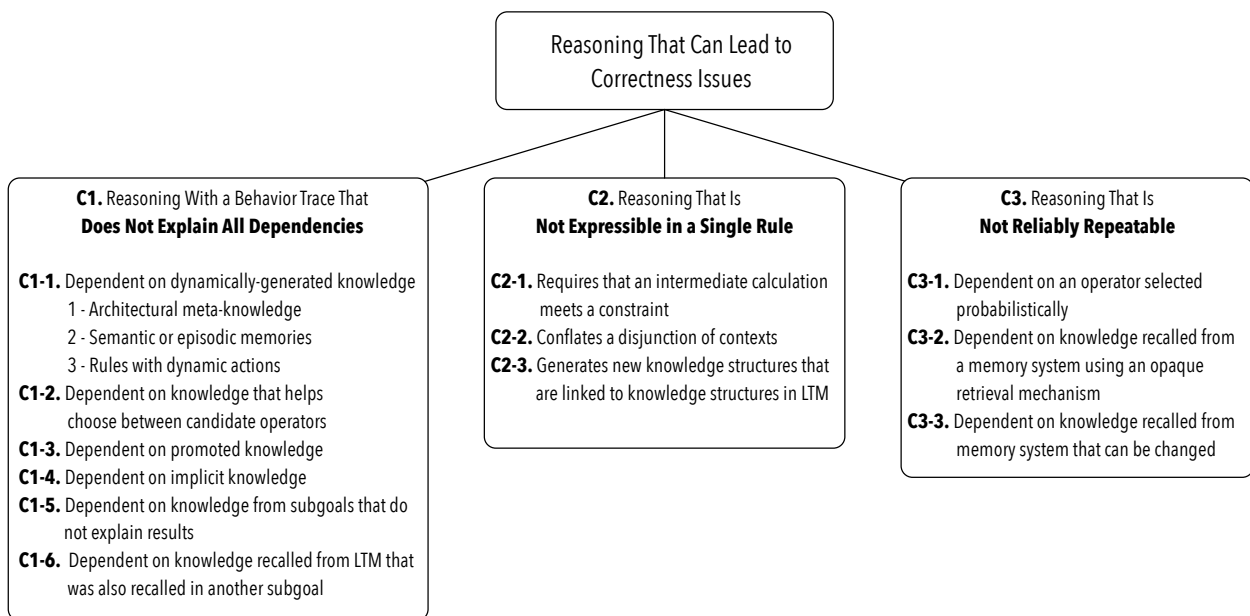 Reasoning That Can Lead to
Correctness Issues
C1. Reasoning With a Behavior Trace That
Does Not Explain All Dependencies
C1-1. Dependent on dynamically-generated knowledge
1 - Architectural meta-knowledge
2 - Semantic or episodic memories
3 - Rules with dynamic actions
C1-2. Dependent on knowledge that helps
choose between candidate operators
C1-3. Dependent on promoted knowledge
C1-4. Dependent on implicit knowledge
C1-5. Dependent on knowledge from subgoals that do
not explain results
C1-6. Dependent on knowledge recalled from LTM that
was also recalled in another subgoal
C2. Reasoning That Is
Not Expressible in a Single Rule
C2-1. Requires that an intermediate calculation
meets a constraint
C2-2. Conflates a disjunction of contexts
C2-3. Generates new knowledge structures that
are linked to knowledge structures in LTM
C3. Reasoning That Is
Not Reliably Repeatable
C3-1. Dependent on an operator selected
probabilistically
C3-2. Dependent on knowledge recalled from
a memory system using an opaque
retrieval mechanism
C3-3. Dependent on knowledge recalled from
memory system that can be changed